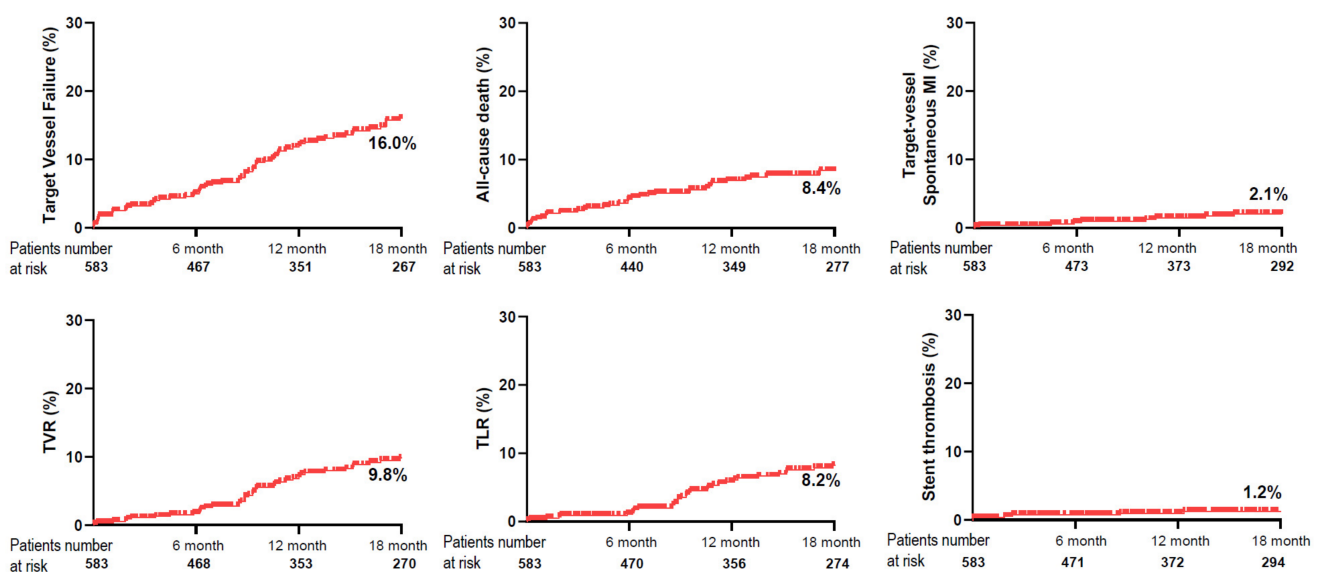 Target Vessel Failure (%)
30
20
10
0
16.0%
Patients number
at risk
6 month
12 month
18 month
583
467
351
267
All-cause death (%)
30
20
10
0
8.4%
Patients number
at risk
6 month
12 month
18 month
583
440
349
277
Target-vessel
Spontaneous MI (%)
30
20
10
0
2.1%
Patients number
at risk
6 month
12 month
18 month
583
473
373
292
TVR (%)
30
20
10
0
9.8%
Patients number
at risk
6 month
12 month
18 month
583
468
353
270
TLR (%)
30
20
10
0
8.2%
Patients number
at risk
6 month
12 month
18 month
583
470
356
274
Stent thrombosis (%)
30
20
10
0
1.2%
Patients number
at risk
6 month
12 month
18 month
583
471
372
294